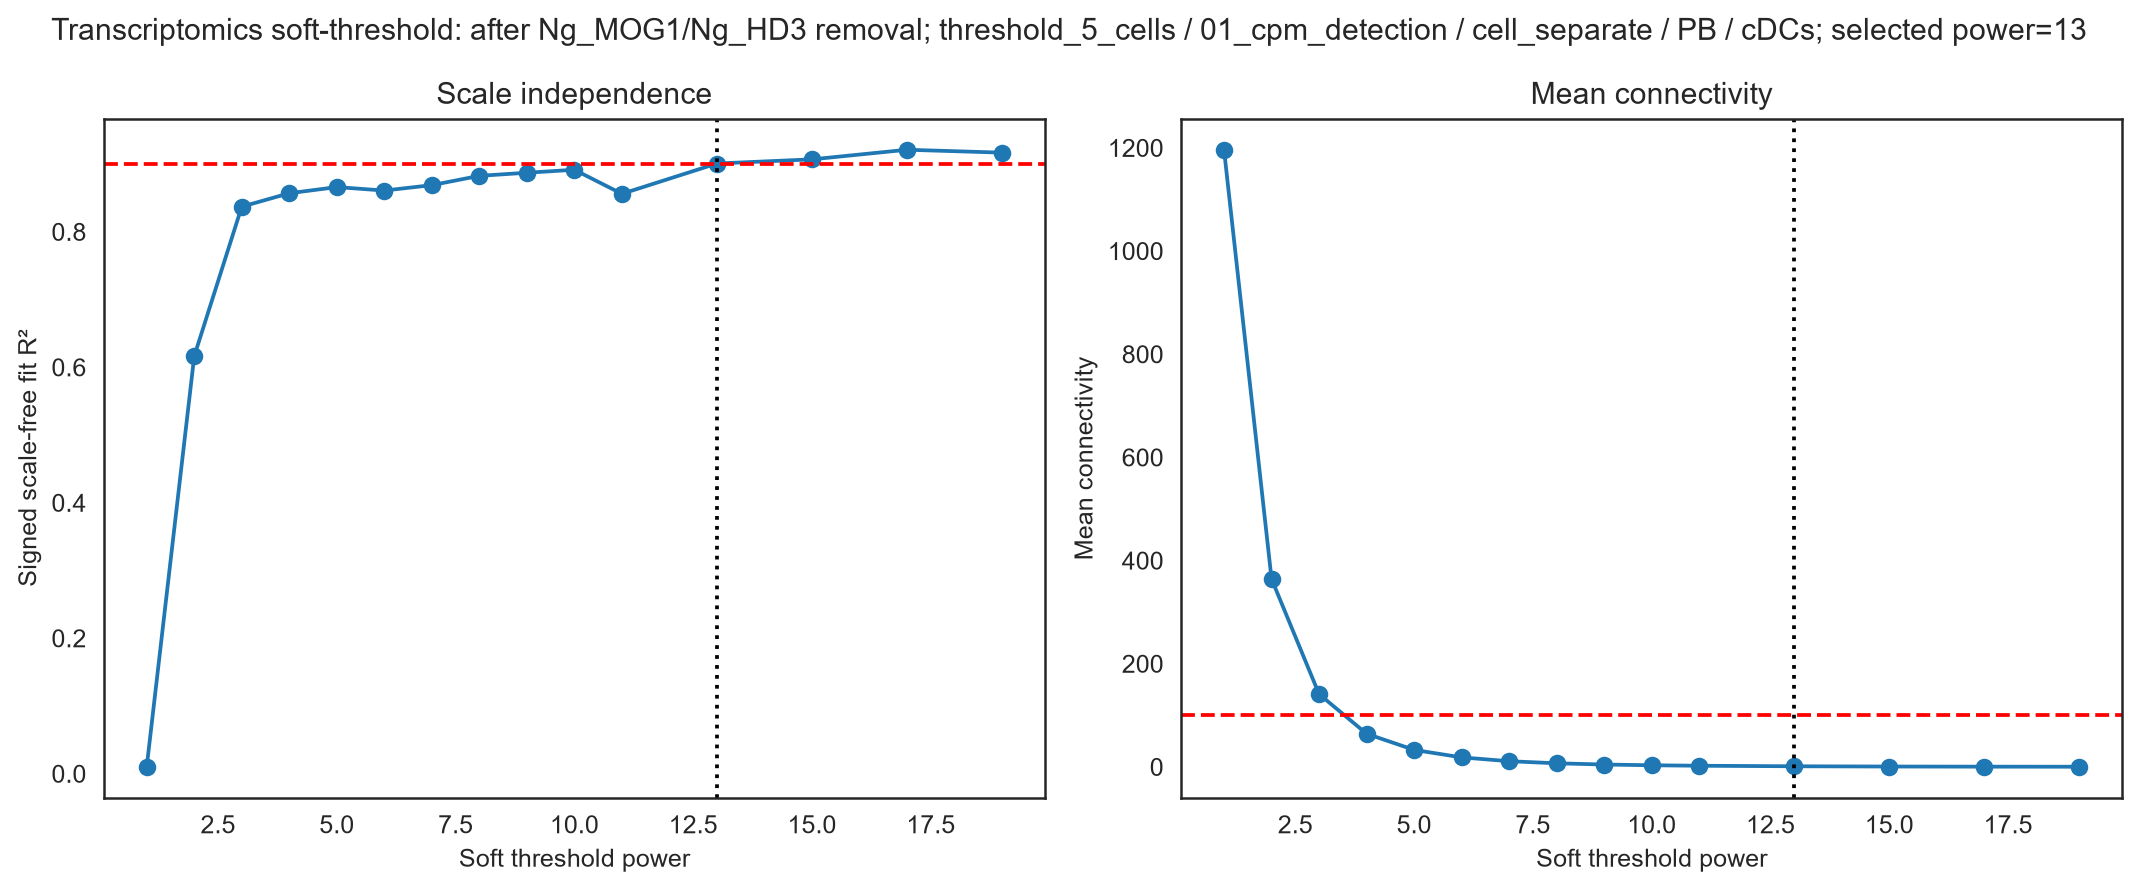 Transcriptomics soft-threshold: after Ng_MOG1/Ng_HD3 removal; threshold_5_cells / 01_cpm_detection / cell_separate / PB / cDCs; selected power=13
Scale independence
Signed scale-free fit R²
0.8
0.6
0.4
0.2
0.0
2.5 5.0 7.5 10.0 12.5 15.0 17.5
Soft threshold power
Mean connectivity
Mean connectivity
1200
1000
800
600
400
200
0
2.5 5.0 7.5 10.0 12.5 15.0 17.5
Soft threshold power